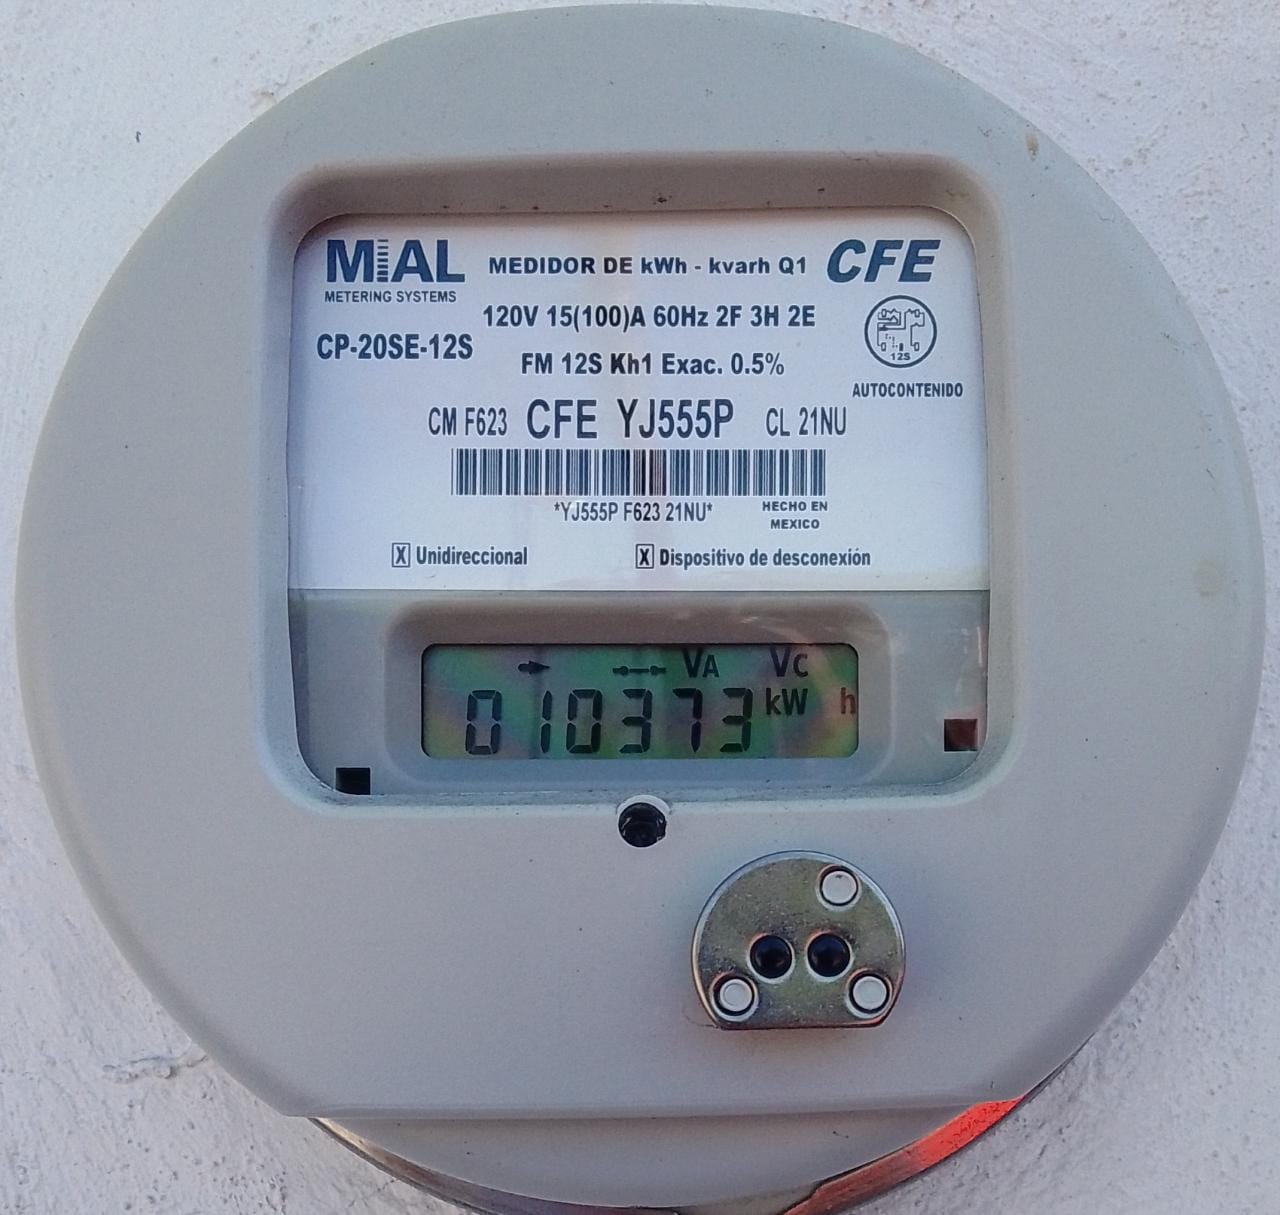 MIAL
METERING SYSTEMS
MEDIDOR DE kWh - kvarh Q1
CFE
120V 15(100)A 60Hz 2F 3H 2E
CP-20SE-12S
FM 12S Kh1 Exac. 0.5%
12S
AUTOCONTENIDO
CM F623 CFE YJ555P CL 21NU
*YJ555P F623 21NU*
HECHO EN
MEXICO
X Unidireccional
X Dispositivo de desconexión
VA VC
010373 kW h